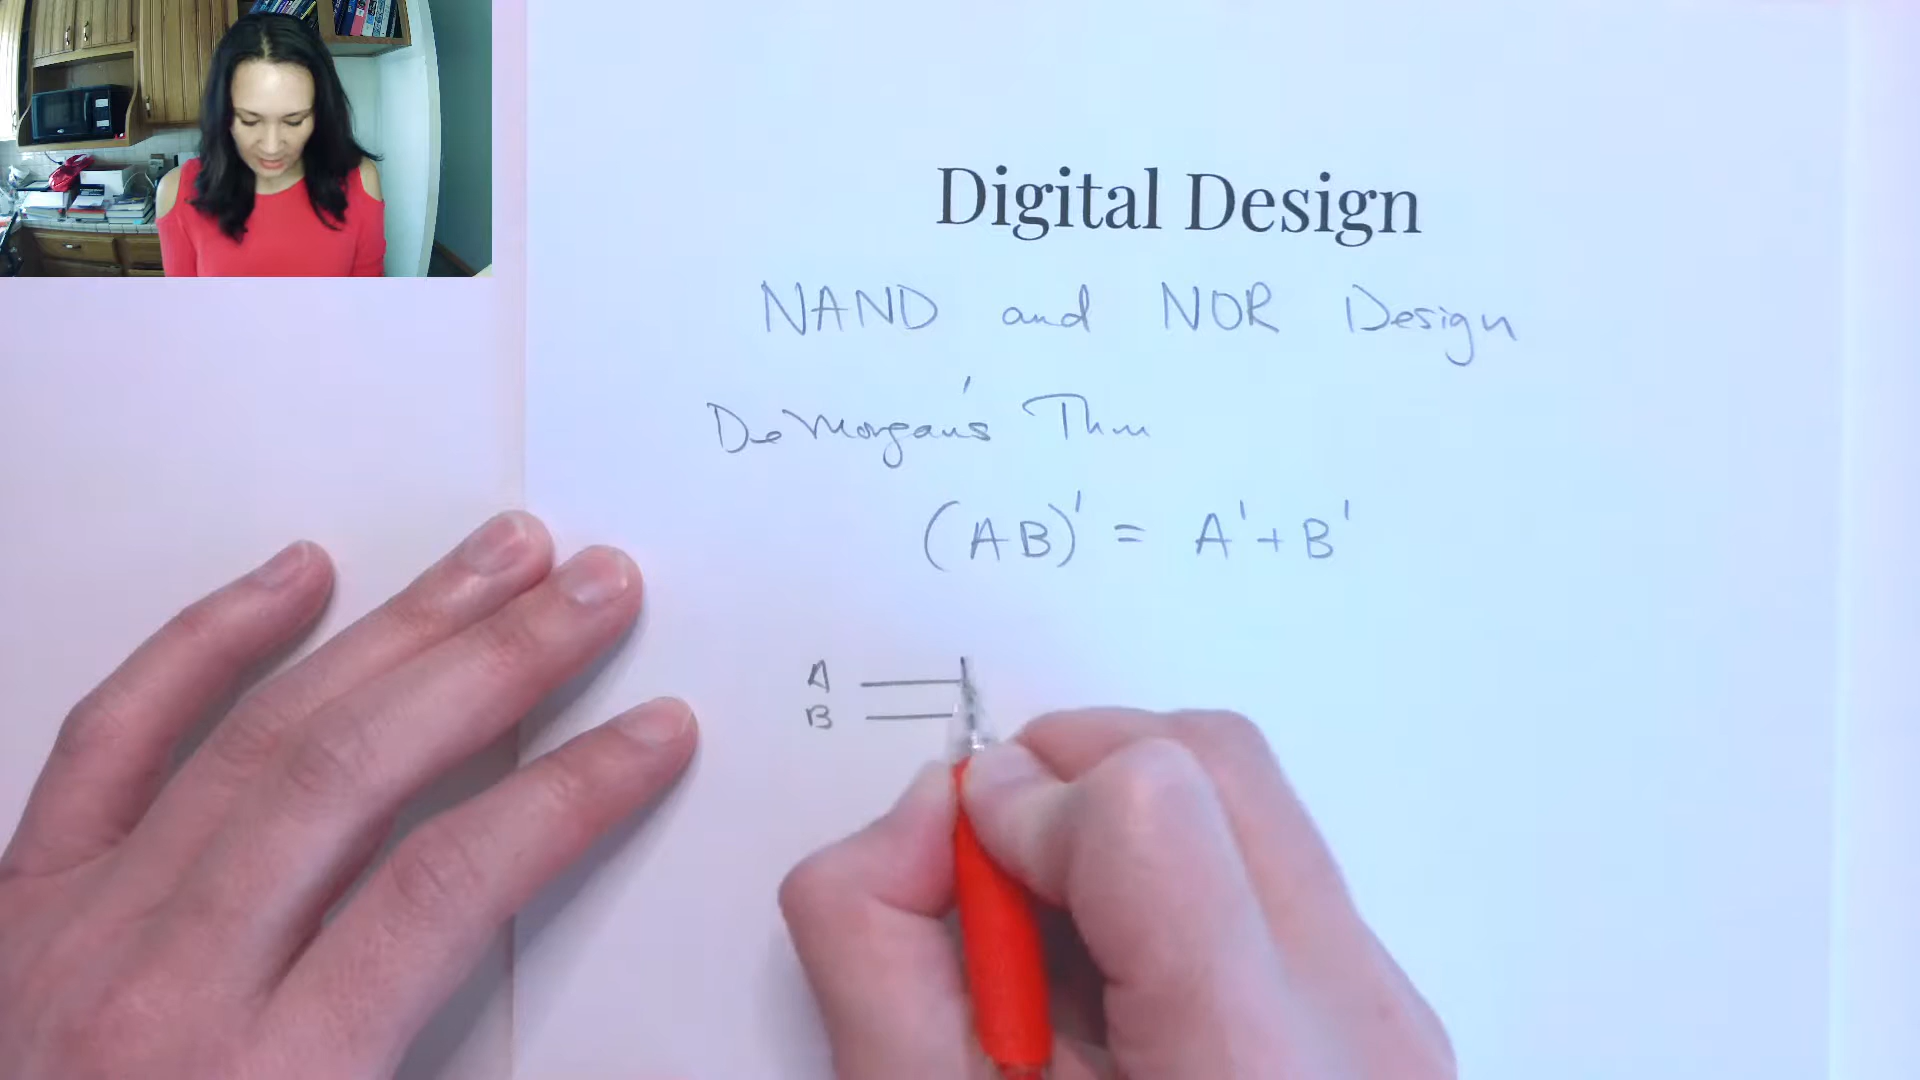 Digital Design
NAND and NOR Design
DeMorgan's Thm
(AB)' = A' + B'
A
B